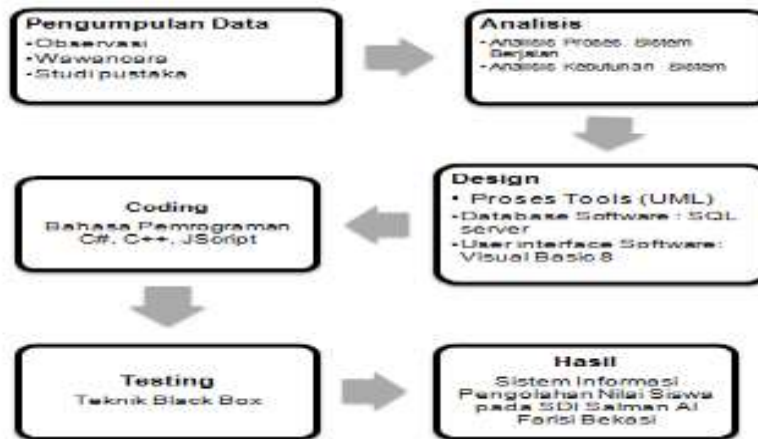 Pengumpulan Data
•Observasi
•Wawancara
•Studi pustaka
Analisis
•Analisis Proses Sistem
Berjalan
•Analisis Kebutuhan Sistem
Design
• Proses Tools (UML)
•Database Software : SQL
server
•User interface Software:
Visual Basic 8
Coding
Bahasa Pemrograman
C#, C++, JScript
Testing
Teknik Black Box
Hasil
Sistem Informasi
Pengolahan Nilai Siswa
pada SDI Salman Al
Farisi Bekasi